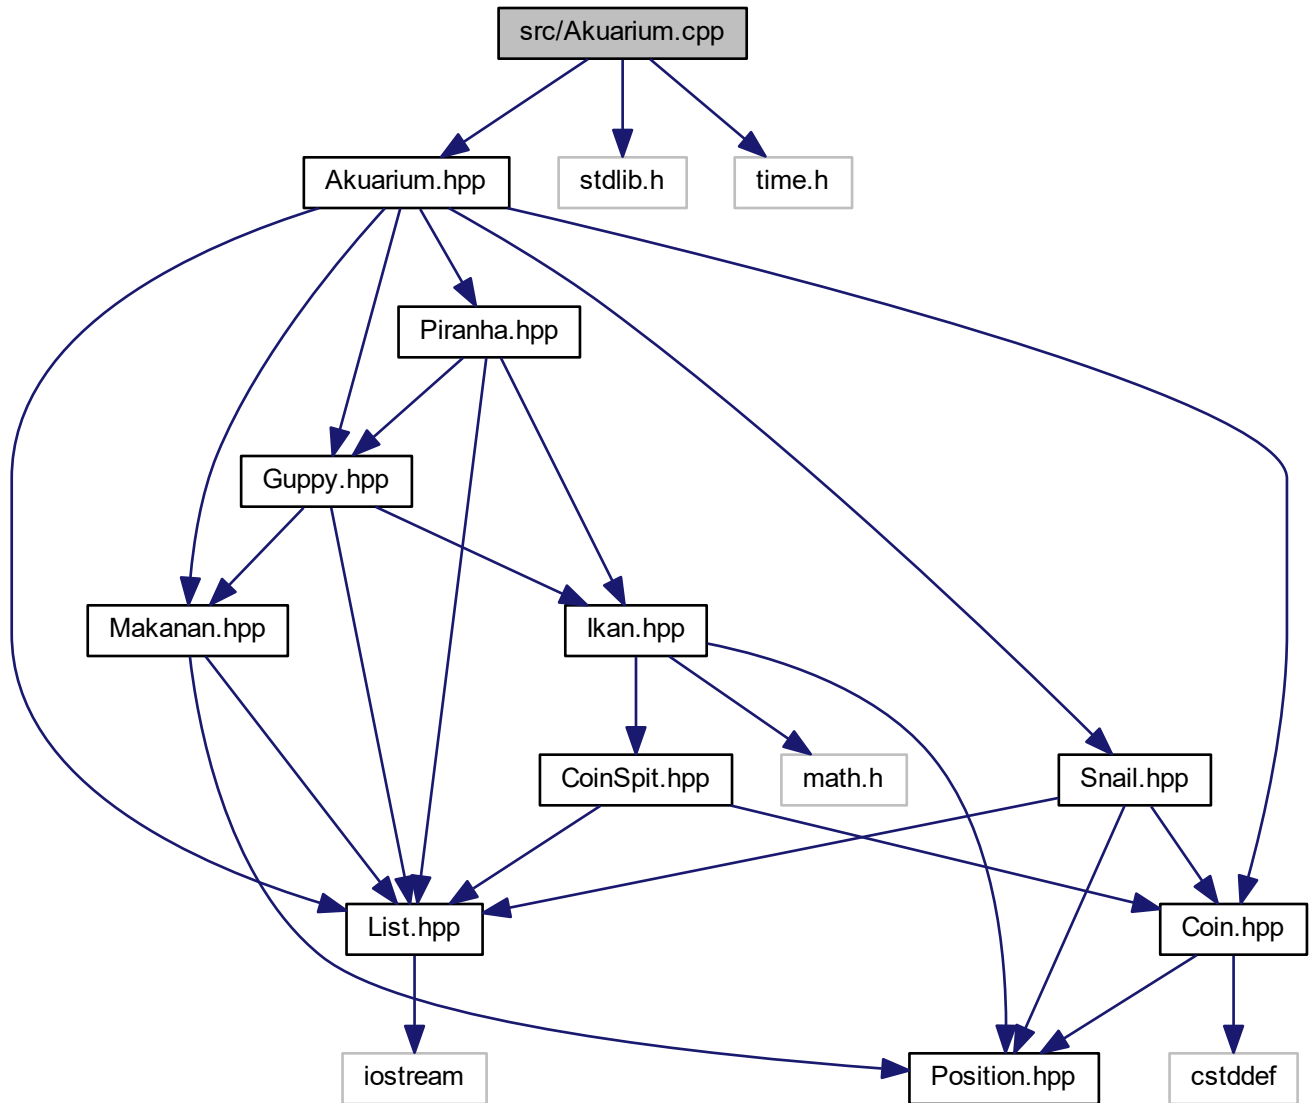 src/Akuarium.cpp
Akuarium.hpp
stdlib.h
time.h
Piranha.hpp
Guppy.hpp
Makanan.hpp
Ikan.hpp
CoinSpit.hpp
math.h
Snail.hpp
List.hpp
Coin.hpp
iostream
Position.hpp
cstddef